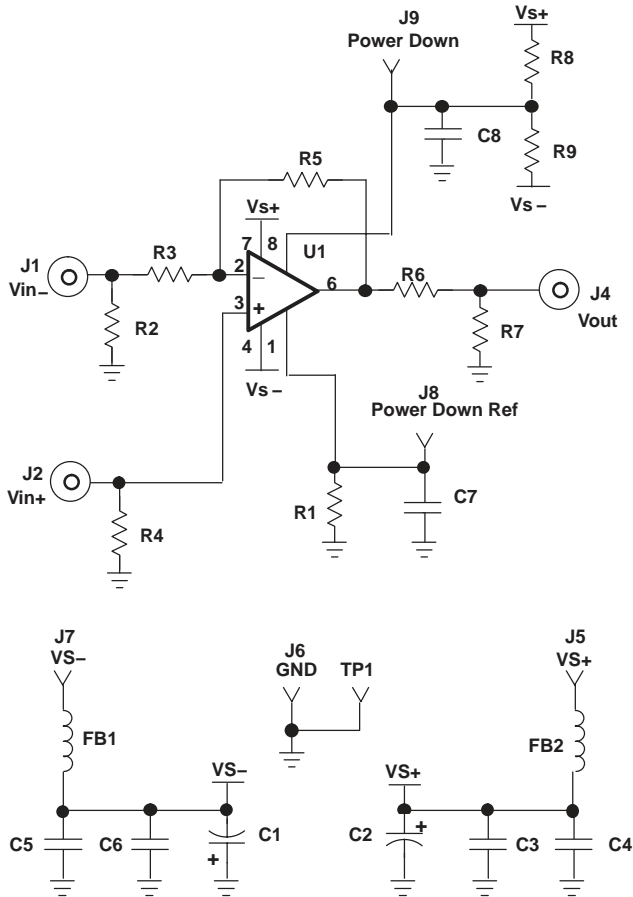 J9
Power Down
Vs+
R8
C8
R9
Vs-
R5
Vs+
7 8
U1
J1
Vin-
R3
2
-
R2
3
+
6
R6
J4
Vout
R7
4 1
Vs-
J8
Power Down Ref
J2
Vin+
R4
R1
C7
J7
VS-
J6
GND
TP1
J5
VS+
FB1
FB2
VS-
VS+
C5
C6
C1
+
C2
+
C3
C4